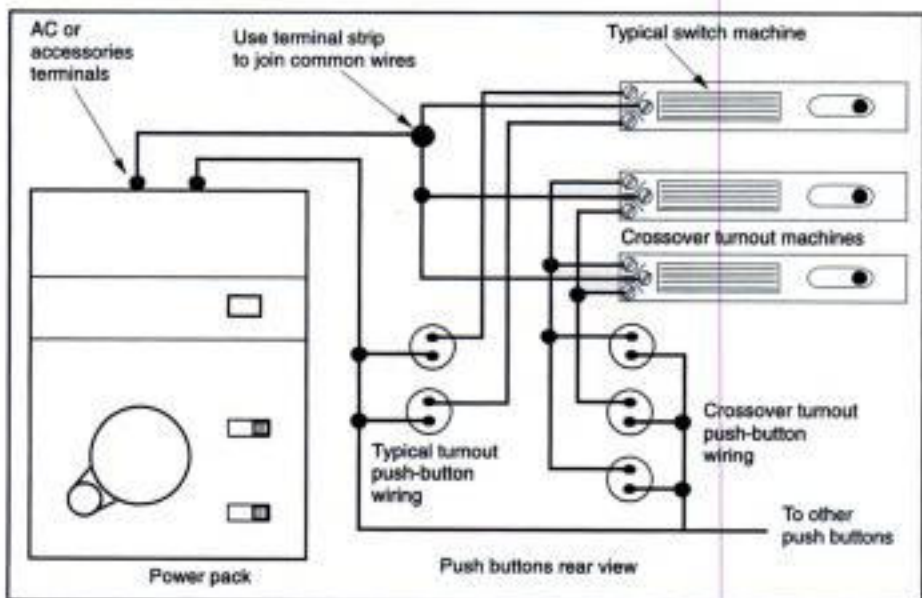 AC or
accessories
terminals
Use terminal strip
to join common wires
Typical switch machine
Crossover turnout machines
Typical turnout
push-button
wiring
Crossover turnout
push-button
wiring
To other
push buttons
Power pack
Push buttons rear view